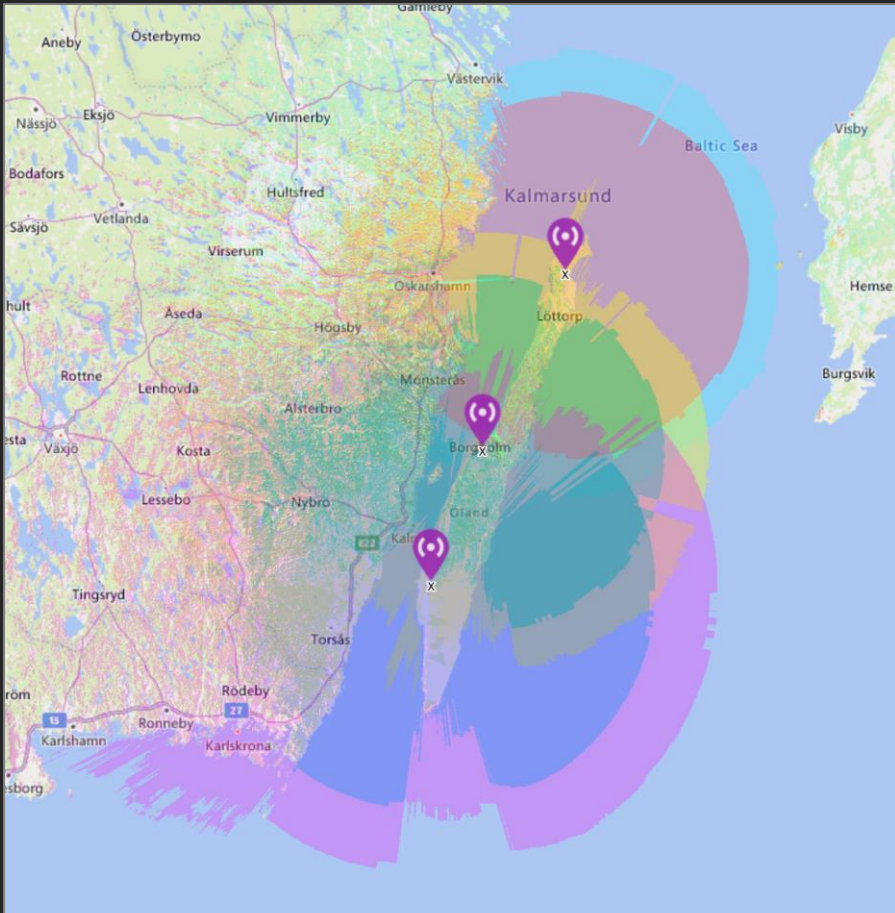 Gamleby
Aneby
Österbymo
Västervik
Nässjö
Eksjö
Vimmerby
Visby
Baltic Sea
Bodafors
Hultsfred
Kalmarsund
Vetlanda
Sävsjö
Virserum
Oskarshamn
Hemse
hult
Åseda
Högsby
Löttorp
Rottne
Lenhovda
Mönsterås
Burgsvik
Alsterbro
esta
Växjö
Kosta
Borgholm
X
Lessebo
Nybro
Öland
Kal
X
Tingsryd
Torsås
Rödeby
röm
15
Ronneby
27
Karlshamn
Karlskrona
esborg
X